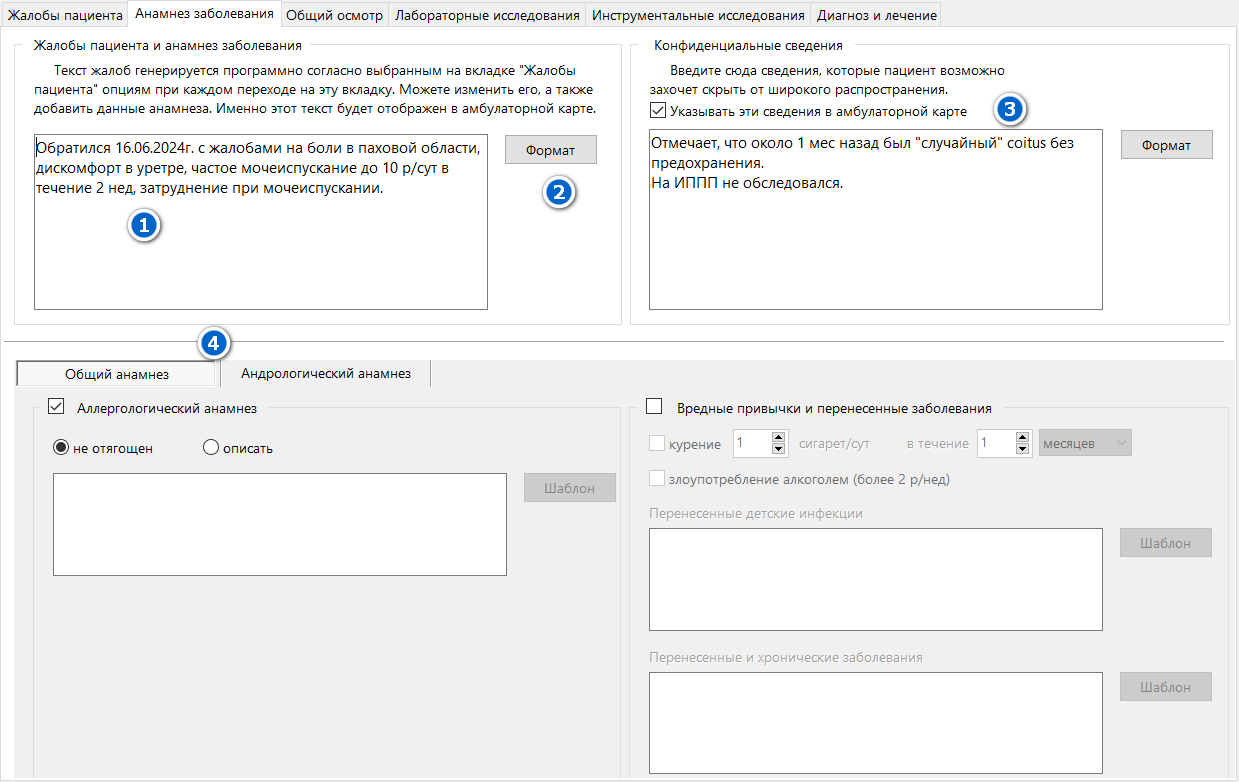 Жалобы пациента Анамнез заболевания Общий осмотр Лабораторные исследования Инструментальные исследования Диагноз и лечение
Жалобы пациента и анамнез заболевания
Текст жалоб генерируется программно согласно выбранным на вкладке "Жалобы
пациента" опциям при каждом переходе на эту вкладку. Можете изменить его, а также
добавить данные анамнеза. Именно этот текст будет отображен в амбулаторной карте.
Обратился 16.06.2024г. с жалобами на боли в паховой области,
дискомфорт в уретре, частое мочеиспускание до 10 р/сут в
течение 2 нед, затруднение при мочеиспускании.
Формат
1
2
Конфиденциальные сведения
Введите сюда сведения, которые пациент возможно
захочет скрыть от широкого распространения.
Указывать эти сведения в амбулаторной карте
3
Отмечает, что около 1 мес назад был "случайный" coitus без
предохранения.
На ИППП не обследовался.
Формат
4
Общий анамнез Андрологический анамнез
Аллергологический анамнез
не отягощен описать
Шаблон
Вредные привычки и перенесенные заболевания
курение 1 сигарет/сут в течение 1 месяцев
злоупотребление алкоголем (более 2 р/нед)
Перенесенные детские инфекции
Шаблон
Перенесенные и хронические заболевания
Шаблон